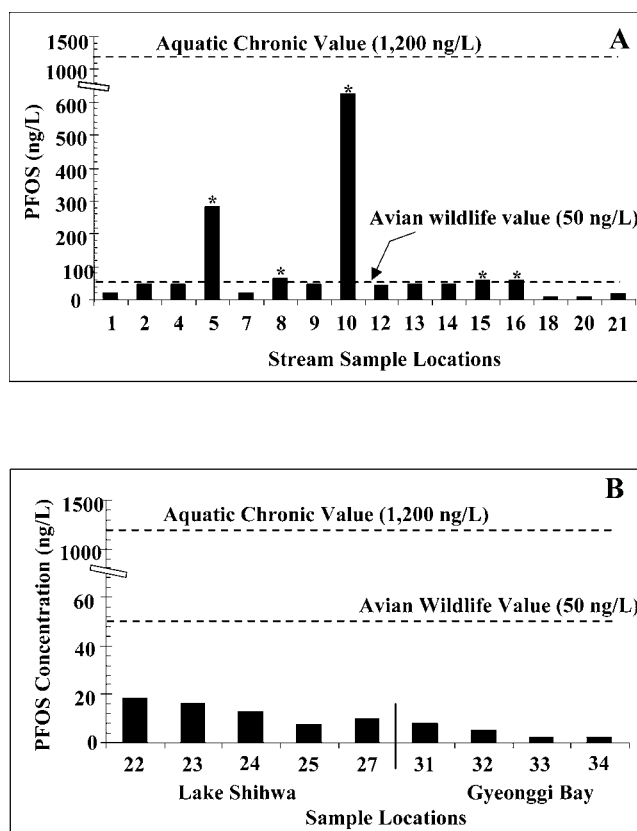 A
Aquatic Chronic Value (1,200 ng/L)
1500
1000
600
500
400
300
200
100
0
PFOS (ng/L)
* * * * *
Avian wildlife value (50 ng/L)
1 2 4 5 7 8 9 10 12 13 14 15 16 18 20 21
Stream Sample Locations
B
Aquatic Chronic Value (1,200 ng/L)
1500
1000
60
40
20
0
PFOS Concentration (ng/L)
Avian Wildlife Value (50 ng/L)
22 23 24 25 27 31 32 33 34
Lake Shihwa Gyeonggi Bay
Sample Locations